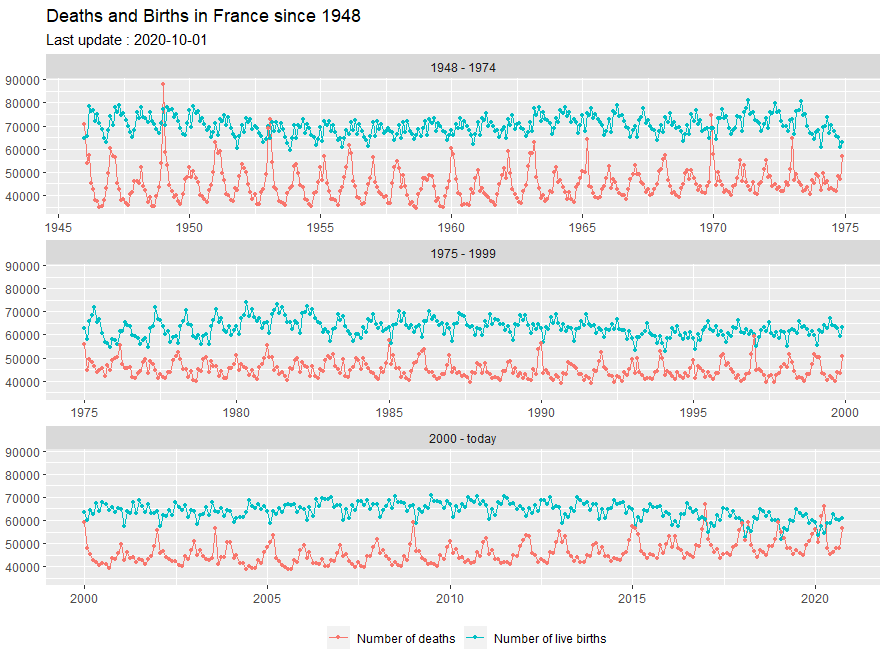 Deaths and Births in France since 1948
Last update : 2020-10-01
1948 - 1974
90000
80000
70000
60000
50000
40000
1945 1950 1955 1960 1965 1970 1975
1975 - 1999
90000
80000
70000
60000
50000
40000
1975 1980 1985 1990 1995 2000
2000 - today
90000
80000
70000
60000
50000
40000
2000 2005 2010 2015 2020
Number of deaths Number of live births